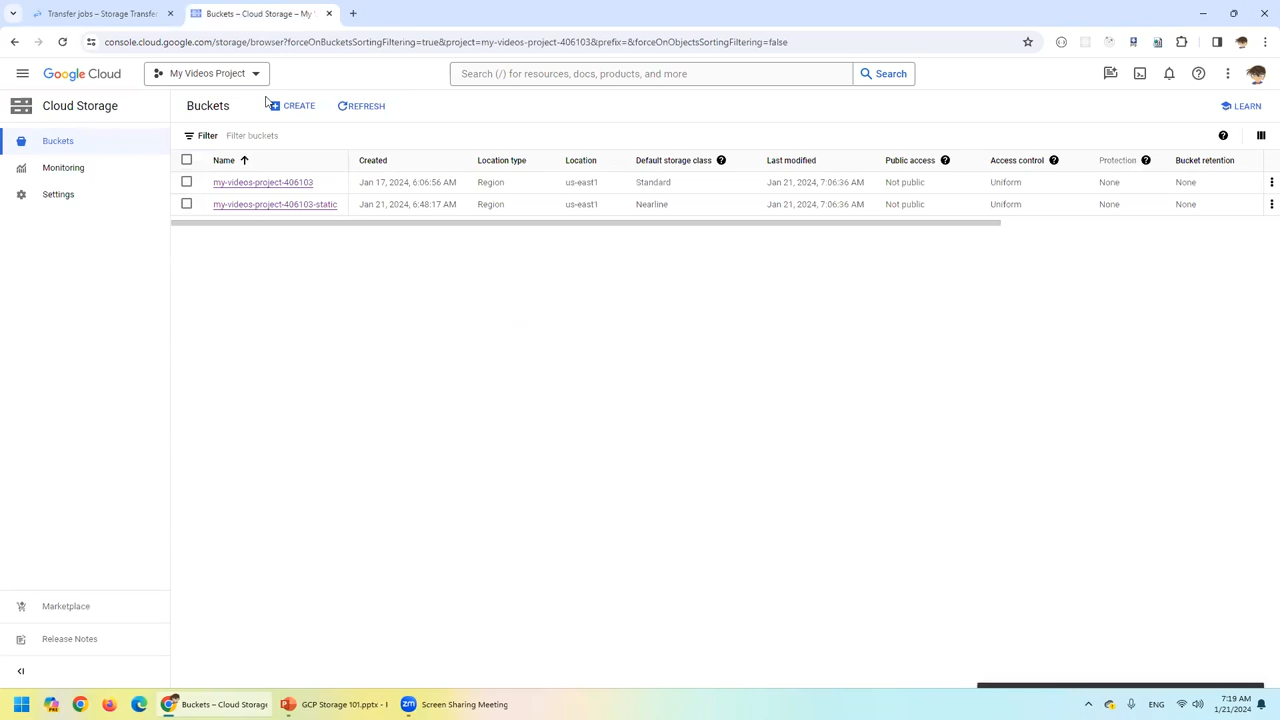 Transfer jobs – Storage Transfer
Buckets – Cloud Storage – My
console.cloud.google.com/storage/browser?forceOnBucketsSortingFiltering=true&project=my-videos-project-406103&prefix=&forceOnObjectsSortingFiltering=false
Google Cloud
My Videos Project
Search (/) for resources, docs, products, and more
Search
Cloud Storage
Buckets
CREATE
REFRESH
LEARN
Buckets
Monitoring
Settings
Filter Filter buckets
Name Created Location type Location Default storage class Last modified Public access Access control Protection Bucket retention
my-videos-project-406103 Jan 17, 2024, 6:06:56 AM Region us-east1 Standard Jan 21, 2024, 7:06:36 AM Not public Uniform None None
my-videos-project-406103-static Jan 21, 2024, 6:48:17 AM Region us-east1 Nearline Jan 21, 2024, 7:06:36 AM Not public Uniform None None
Marketplace
Release Notes
Buckets – Cloud Storage
GCP Storage 101.pptx - 
zm
Screen Sharing Meeting
ENG
7:19 AM
1/21/2024